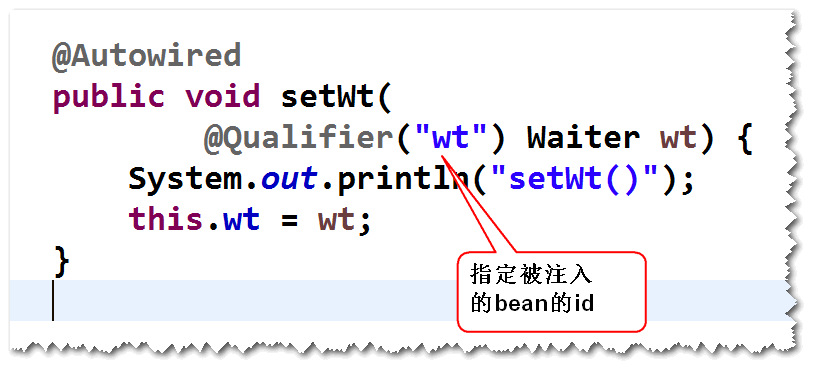 @Autowired
public void setWt(
@Qualifier("wt") Waiter wt) {
System.out.println("setWt()");
this.wt = wt;
}
指定被注入
的bean的id